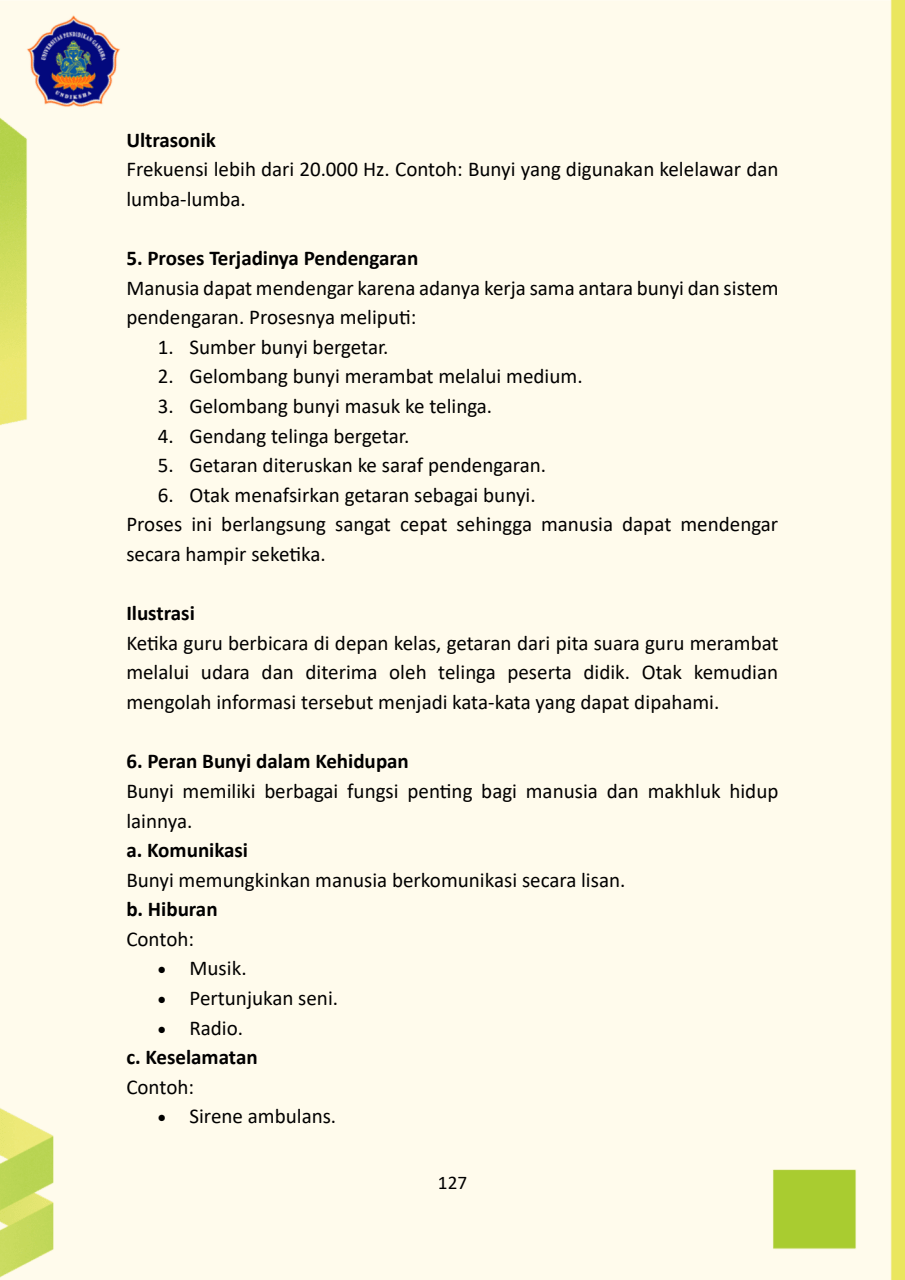 UNIVERSITAS PENDIDIKAN GANESHA
UNDIKSHA
Ultrasonik
Frekuensi lebih dari 20.000 Hz. Contoh: Bunyi yang digunakan kelelawar dan
lumba-lumba.
5. Proses Terjadinya Pendengaran
Manusia dapat mendengar karena adanya kerja sama antara bunyi dan sistem
pendengaran. Prosesnya meliputi:
1. Sumber bunyi bergetar.
2. Gelombang bunyi merambat melalui medium.
3. Gelombang bunyi masuk ke telinga.
4. Gendang telinga bergetar.
5. Getaran diteruskan ke saraf pendengaran.
6. Otak menafsirkan getaran sebagai bunyi.
Proses ini berlangsung sangat cepat sehingga manusia dapat mendengar
secara hampir seketika.
Ilustrasi
Ketika guru berbicara di depan kelas, getaran dari pita suara guru merambat
melalui udara dan diterima oleh telinga peserta didik. Otak kemudian
mengolah informasi tersebut menjadi kata-kata yang dapat dipahami.
6. Peran Bunyi dalam Kehidupan
Bunyi memiliki berbagai fungsi penting bagi manusia dan makhluk hidup
lainnya.
a. Komunikasi
Bunyi memungkinkan manusia berkomunikasi secara lisan.
b. Hiburan
Contoh:
• Musik.
• Pertunjukan seni.
• Radio.
c. Keselamatan
Contoh:
• Sirene ambulans.
127